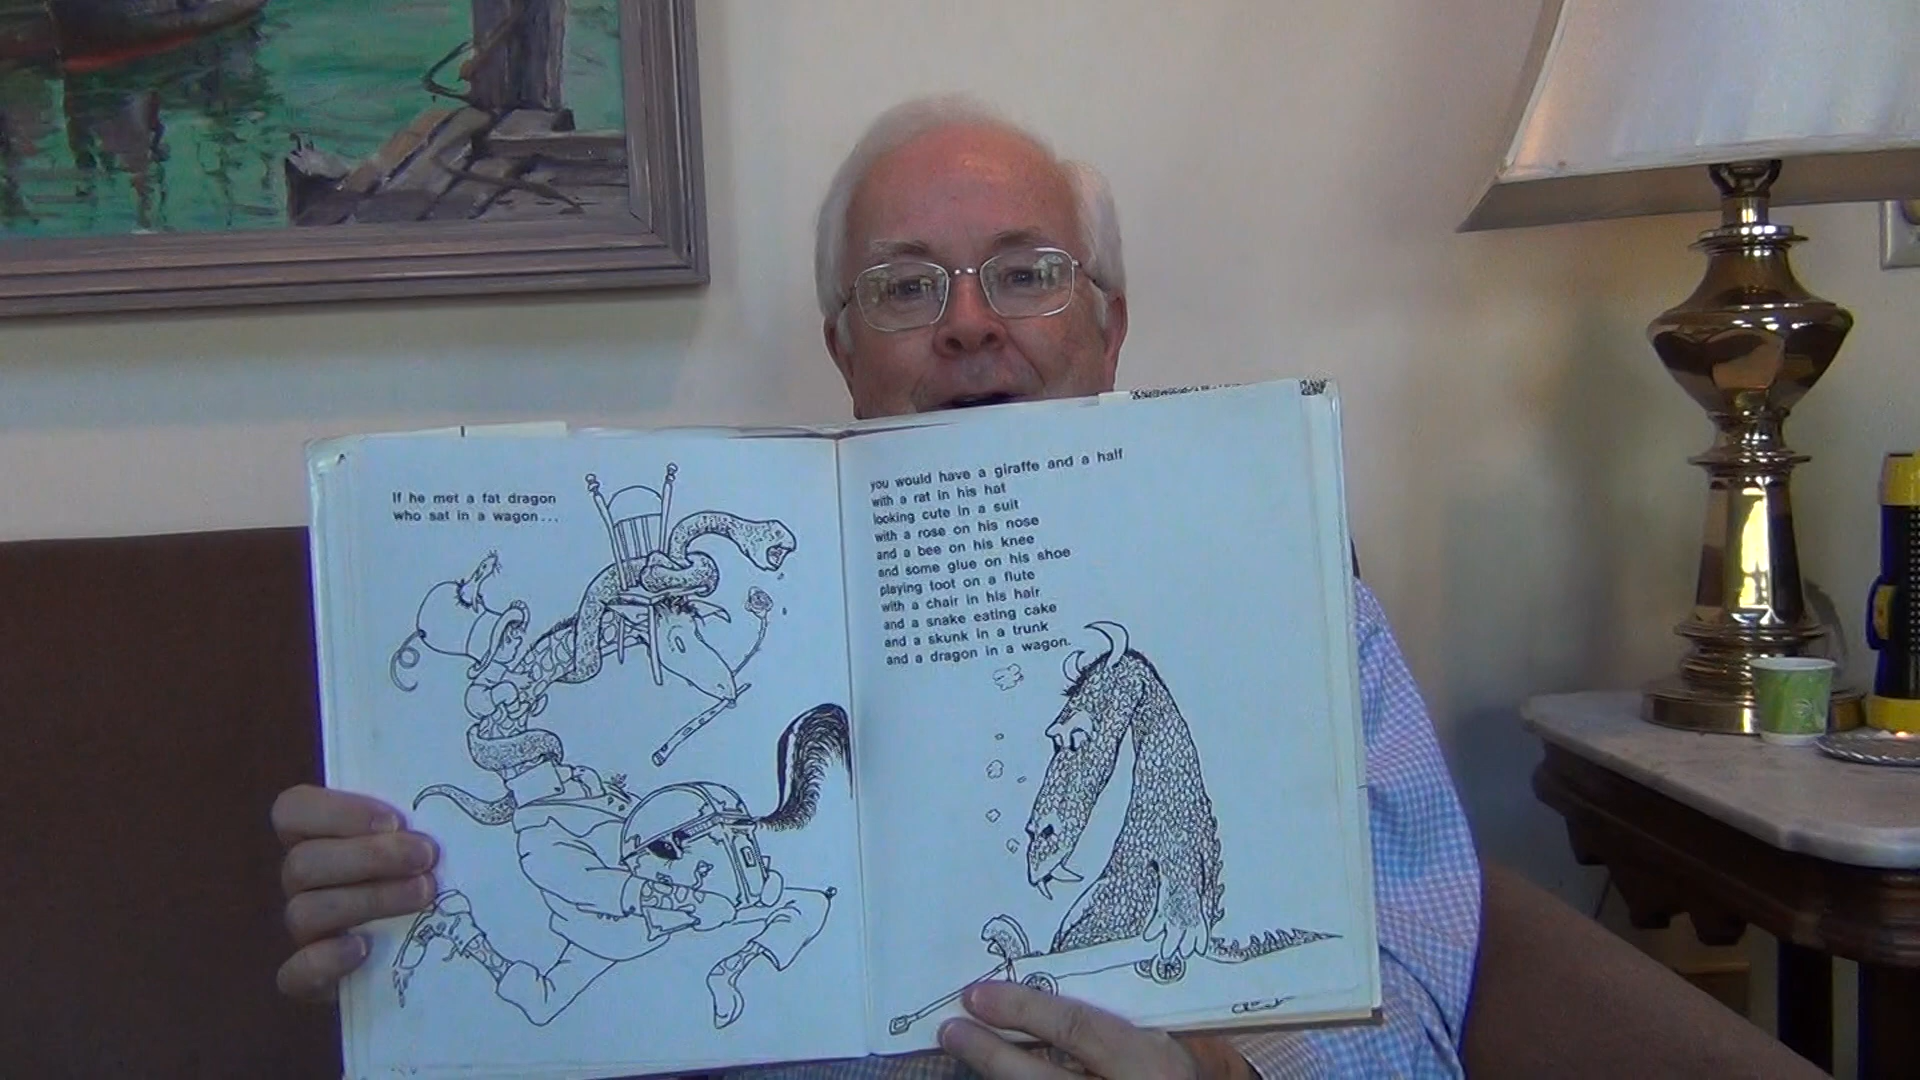 If he met a fat dragon
who sat in a wagon...
you would have a giraffe and a half
with a rat in his hat
looking cute in a suit
with a rose on his nose
and a bee on his knee
and some glue on his shoe
playing toot on a flute
with a chair in his hair
and a snake eating cake
and a skunk in a trunk
and a dragon in a wagon.